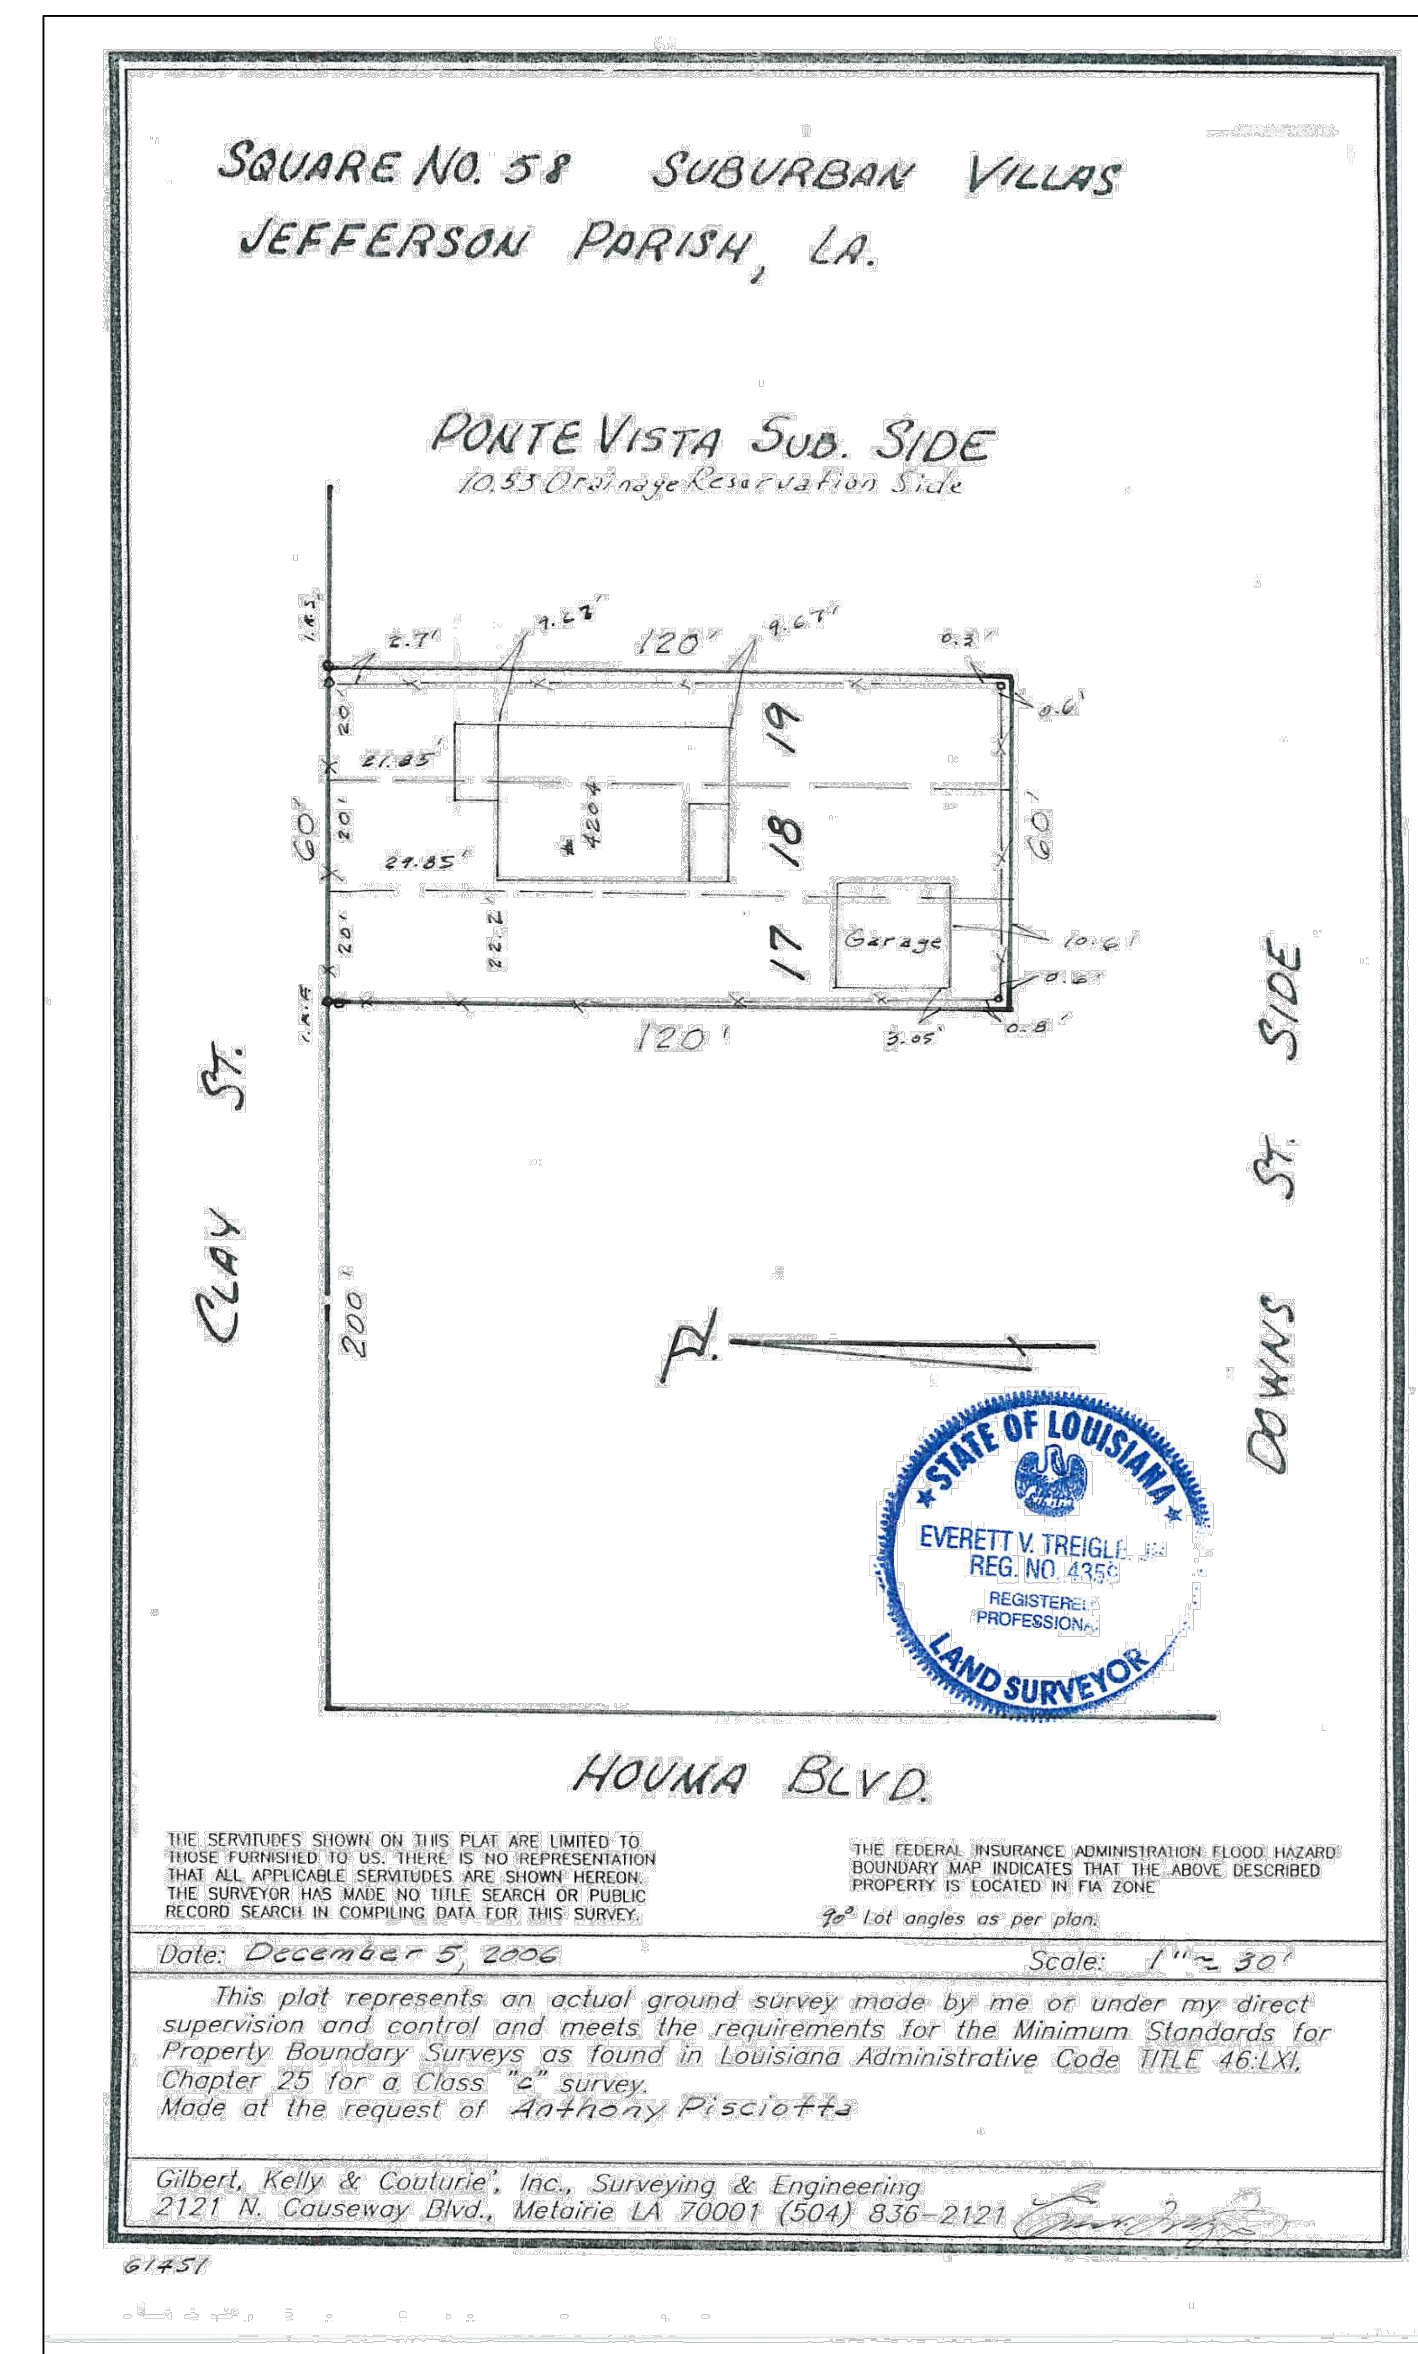 SQUARE NO. 58 SUBURBAN VILLAS
JEFFERSON PARISH, LA.
PONTE VISTA SUB. SIDE
10.53 Drainage Reservation Side
I.R.S.
2.7'
9.67'
120'
9.67'
0.3'
0.6'
20'
21.85'
19
60'
20'
# 4204
18
60'
29.85'
20'
22.2'
17
Garage
10.6'
0.6'
I.R.F.
120'
3.05'
0.8'
CLAY ST.
DOWNS ST. SIDE
200'
STATE OF LOUISIANA
EVERETT V. TREIGLE, JR.
REG. NO. 4359
REGISTERED
PROFESSIONAL
LAND SURVEYOR
HOUMA BLVD.
THE SERVITUDES SHOWN ON THIS PLAT ARE LIMITED TO
THOSE FURNISHED TO US. THERE IS NO REPRESENTATION
THAT ALL APPLICABLE SERVITUDES ARE SHOWN HEREON.
THE SURVEYOR HAS MADE NO TITLE SEARCH OR PUBLIC
RECORD SEARCH IN COMPILING DATA FOR THIS SURVEY.
THE FEDERAL INSURANCE ADMINISTRATION FLOOD HAZARD
BOUNDARY MAP INDICATES THAT THE ABOVE DESCRIBED
PROPERTY IS LOCATED IN FIA ZONE
90° Lot angles as per plan.
Date: December 5, 2006 Scale: 1" = 30'
This plat represents an actual ground survey made by me or under my direct
supervision and control and meets the requirements for the Minimum Standards for
Property Boundary Surveys as found in Louisiana Administrative Code TITLE 46:LXI,
Chapter 25 for a Class "C" survey.
Made at the request of Anthony Pisciotta
Gilbert, Kelly & Couturie', Inc., Surveying & Engineering
2121 N. Causeway Blvd., Metairie LA 70001 (504) 836-2121
61451